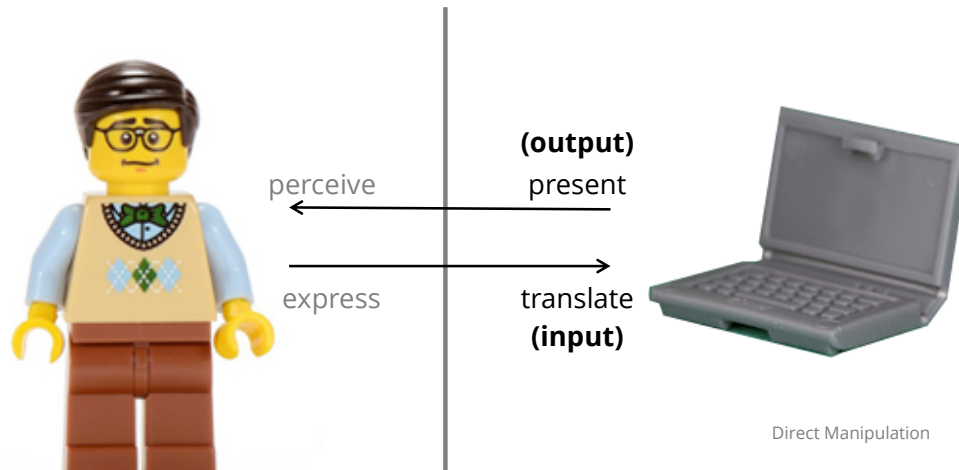 (output)
perceive
present
express
translate
(input)
Direct Manipulation